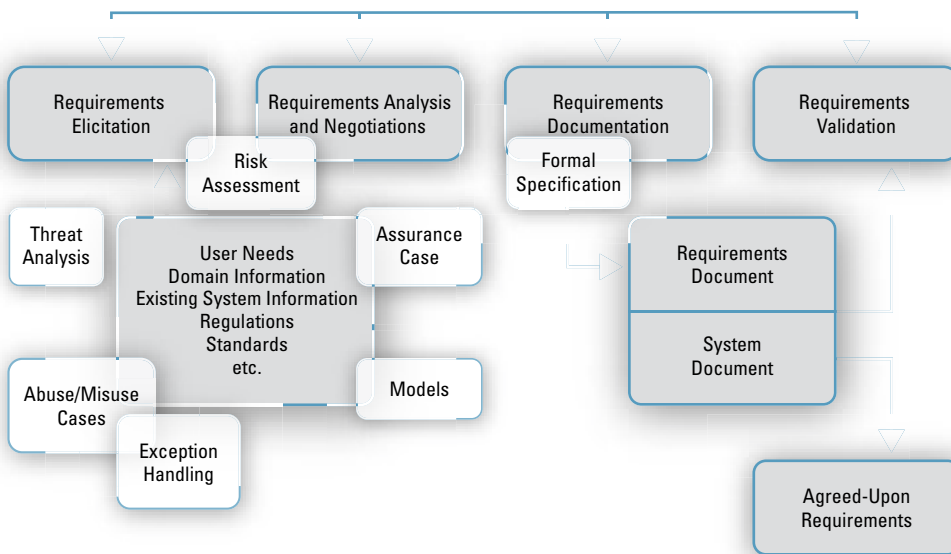 Requirements
Elicitation
Requirements Analysis
and Negotiations
Requirements
Documentation
Requirements
Validation
Risk
Assessment
Formal
Specification
Threat
Analysis
User Needs
Domain Information
Existing System Information
Regulations
Standards
etc.
Assurance
Case
Requirements
Document
System
Document
Abuse/Misuse
Cases
Models
Exception
Handling
Agreed-Upon
Requirements